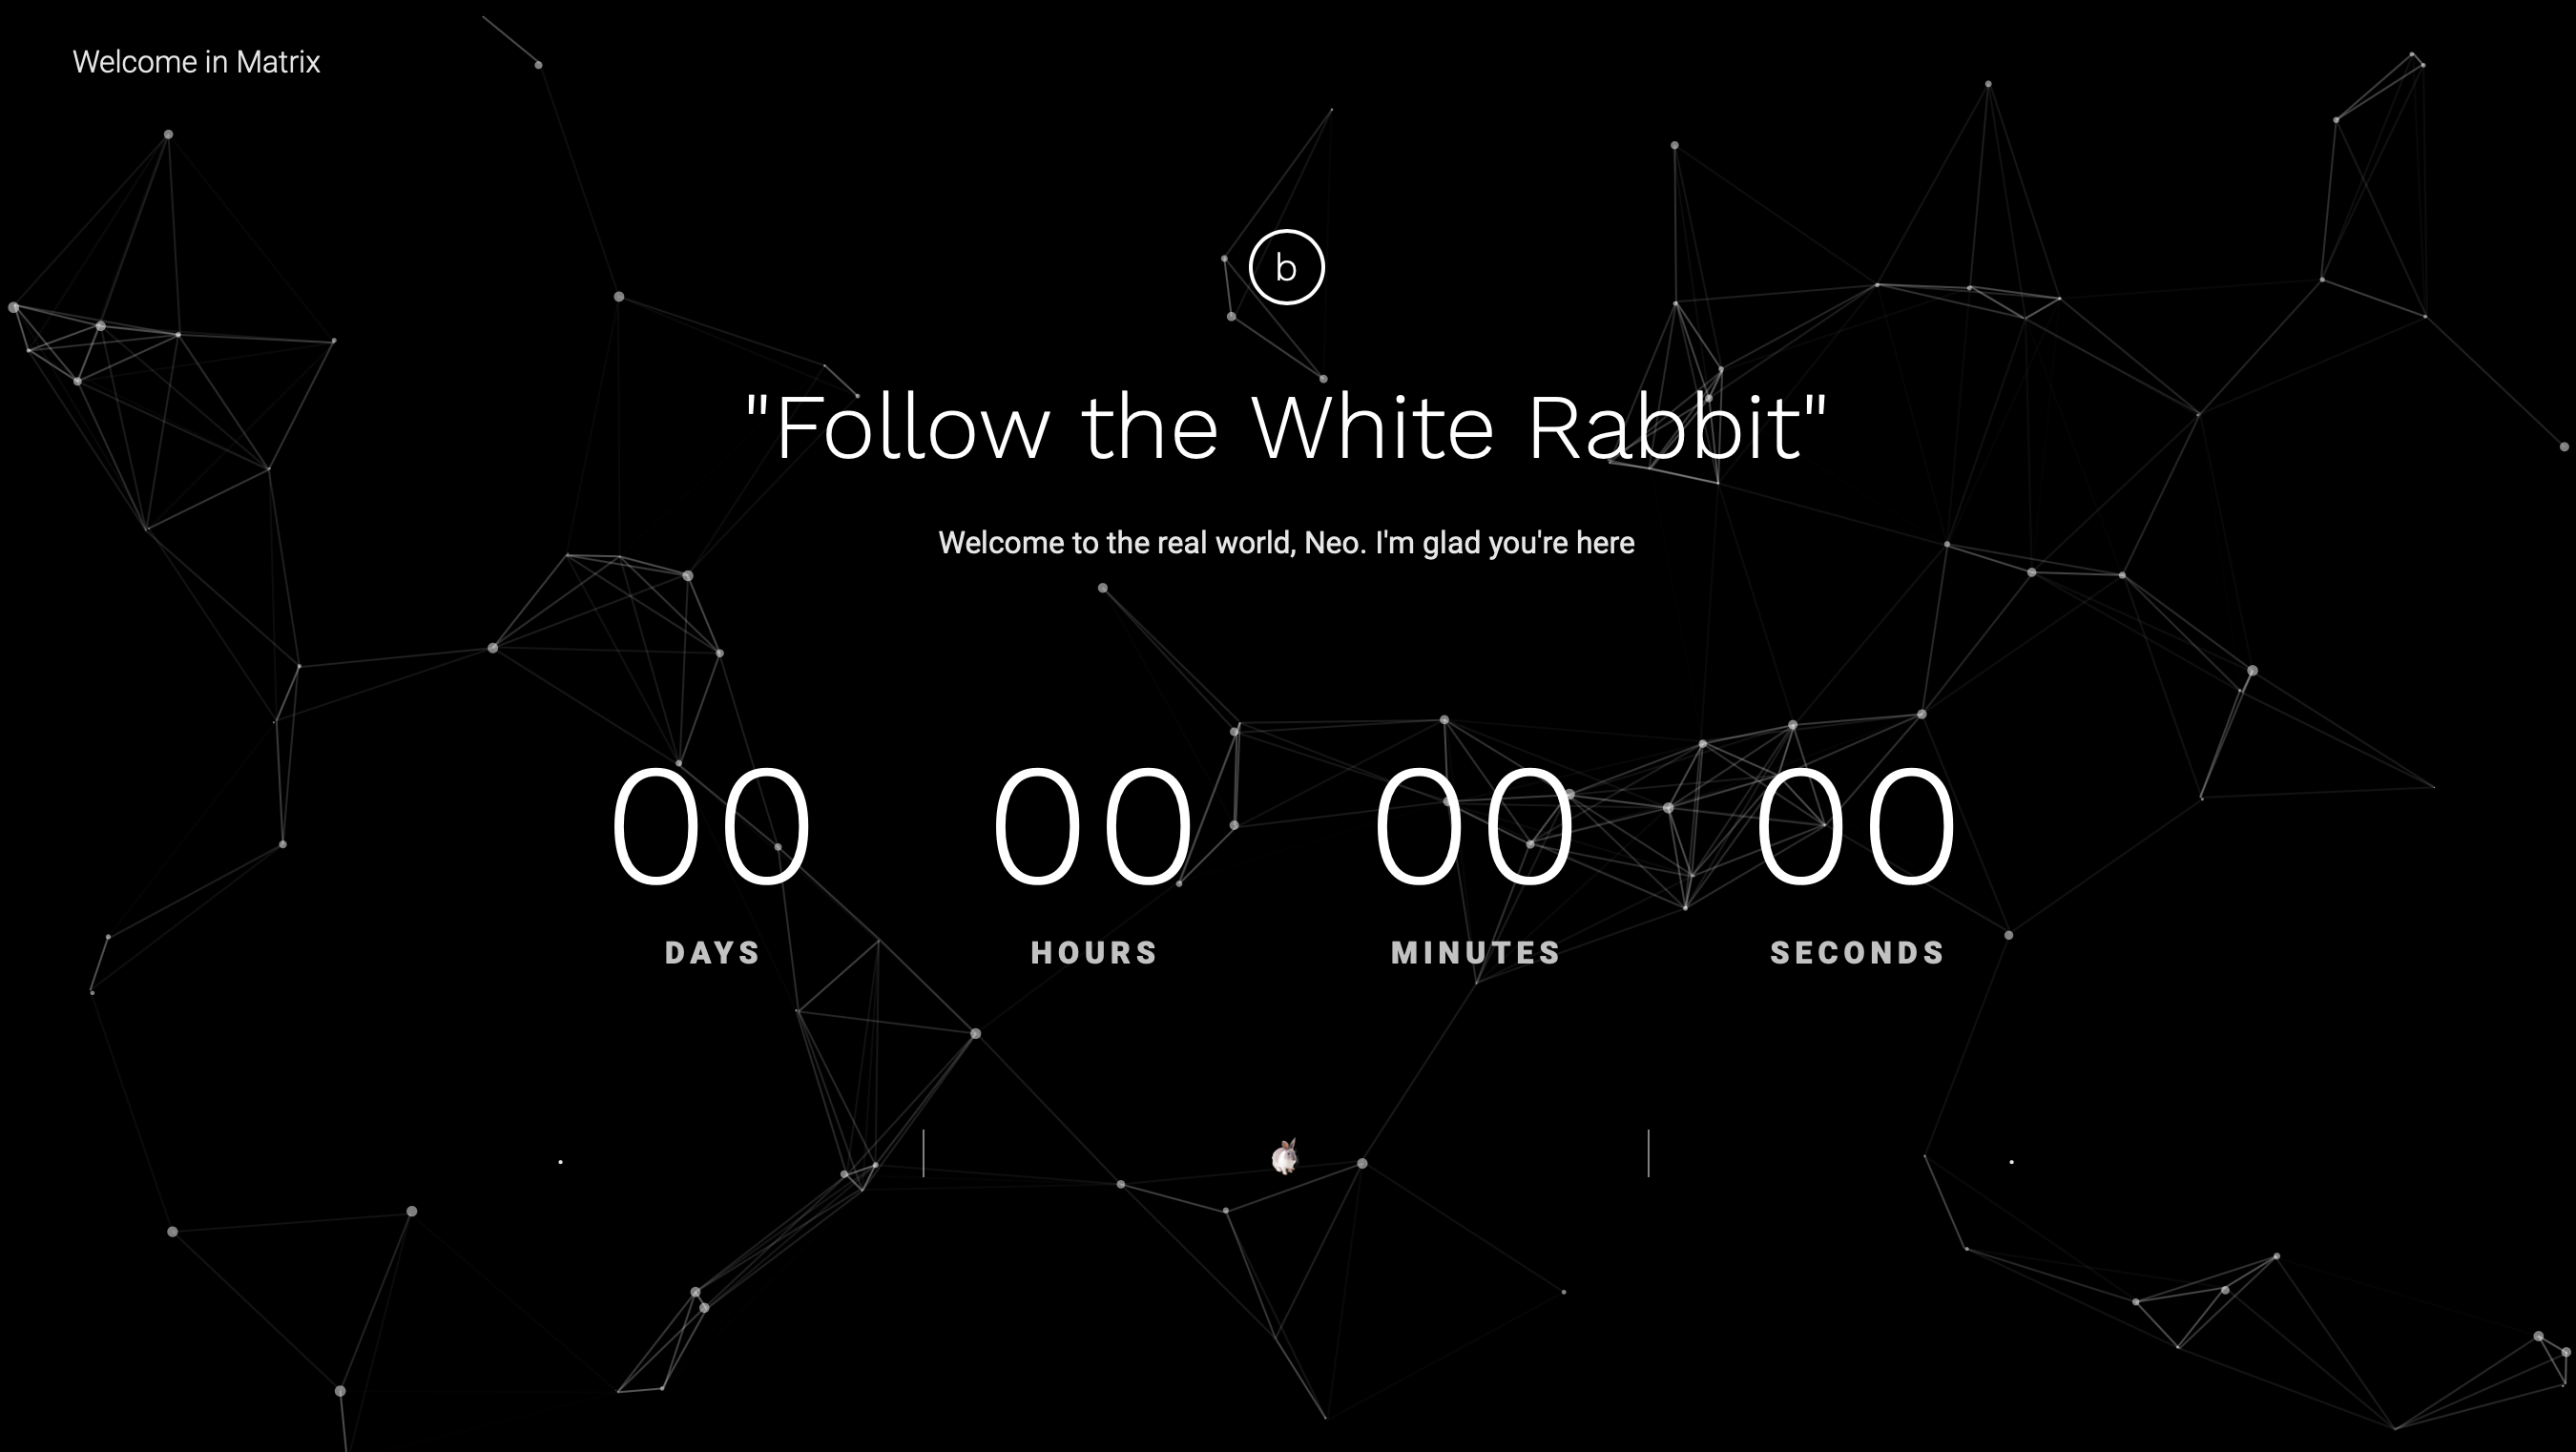 Welcome in Matrix
b
"Follow the White Rabbit"
Welcome to the real world, Neo. I'm glad you're here
00 00 00 00
DAYS HOURS MINUTES SECONDS